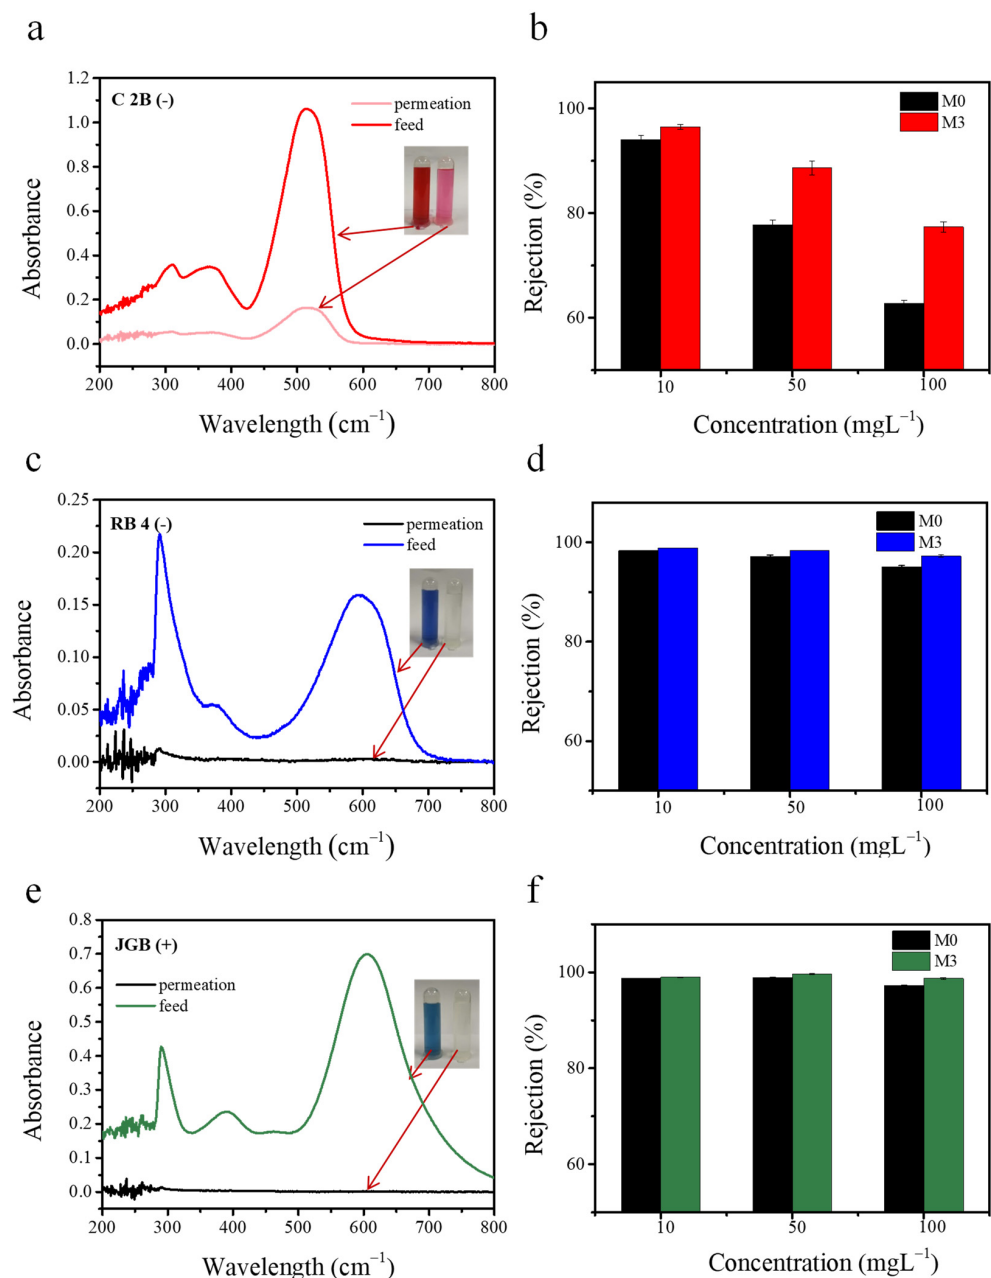 a
C 2B (-)
permeation
feed
1.2
1.0
0.8
0.6
0.4
0.2
0.0
200 300 400 500 600 700 800
Absorbance
Wavelength (cm⁻¹)
b
M0
M3
100
80
60
10 50 100
Rejection (%)
Concentration (mgL⁻¹)
c
RB 4 (-)
permeation
feed
0.25
0.20
0.15
0.10
0.05
0.00
200 300 400 500 600 700 800
Absorbance
Wavelength (cm⁻¹)
d
M0
M3
100
80
60
10 50 100
Rejection (%)
Concentration (mgL⁻¹)
e
JGB (+)
permeation
feed
0.8
0.7
0.6
0.5
0.4
0.3
0.2
0.1
0.0
200 300 400 500 600 700 800
Absorbance
Wavelength (cm⁻¹)
f
M0
M3
100
80
60
10 50 100
Rejection (%)
Concentration (mgL⁻¹)